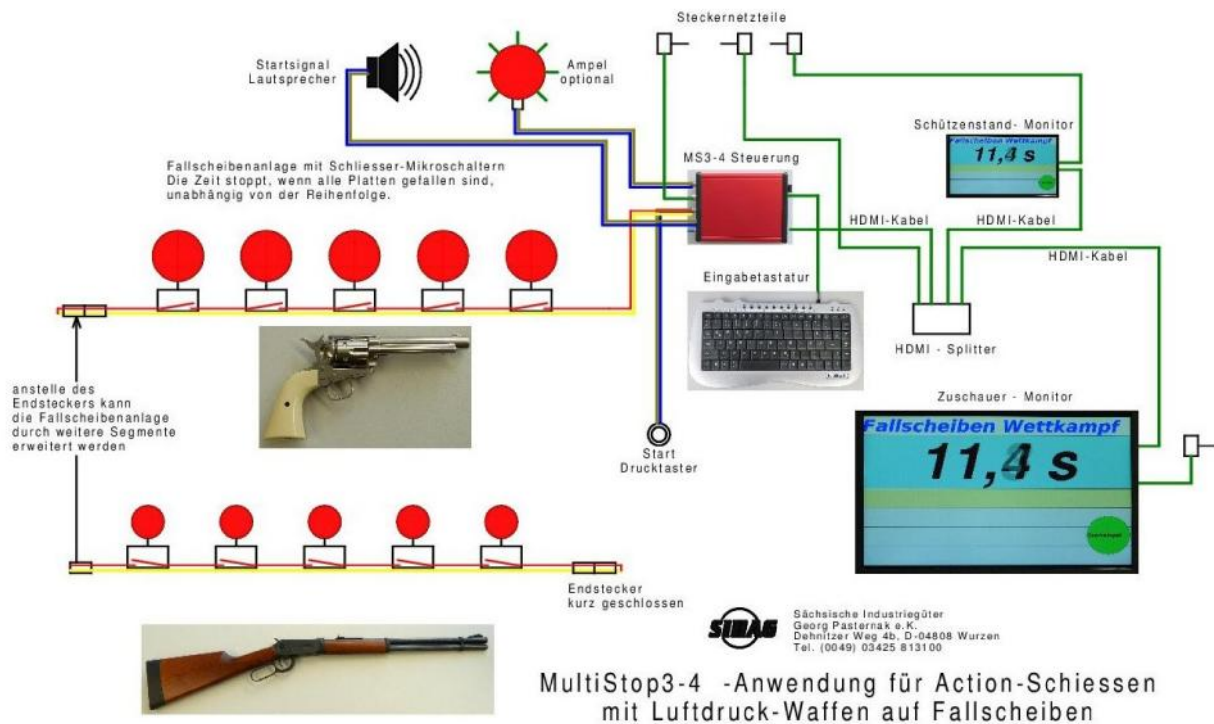 Steckernetzteile
Startsignal
Lautsprecher
Ampel
optional
Schützenstand- Monitor
Fallscheiben Wettkampf
11,4 s
Fallscheibenanlage mit Schliesser-Mikroschaltern
Die Zeit stoppt, wenn alle Platten gefallen sind,
unabhängig von der Reihenfolge.
MS3-4 Steuerung
HDMI-Kabel
HDMI-Kabel
HDMI-Kabel
Eingabetastatur
HDMI - Splitter
anstelle des
Endsteckers kann
die Fallscheibenanlage
durch weitere Segmente
erweitert werden
Start
Drucktaster
Zuschauer - Monitor
Fallscheiben Wettkampf
11,4 s
Endstecker
kurz geschlossen
SIHAG
Sächsische Industriegüter
Georg Pasternak e.K.
Dehnitzer Weg 4b, D-04808 Wurzen
Tel. (0049) 03425 813100
MultiStop3-4 -Anwendung für Action-Schiessen
mit Luftdruck-Waffen auf Fallscheiben